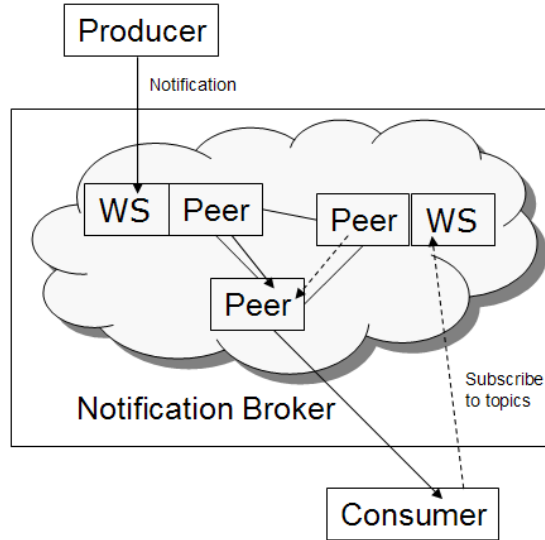 Producer
Notification
WS Peer
Peer WS
Peer
Subscribe
to topics
Notification Broker
Consumer